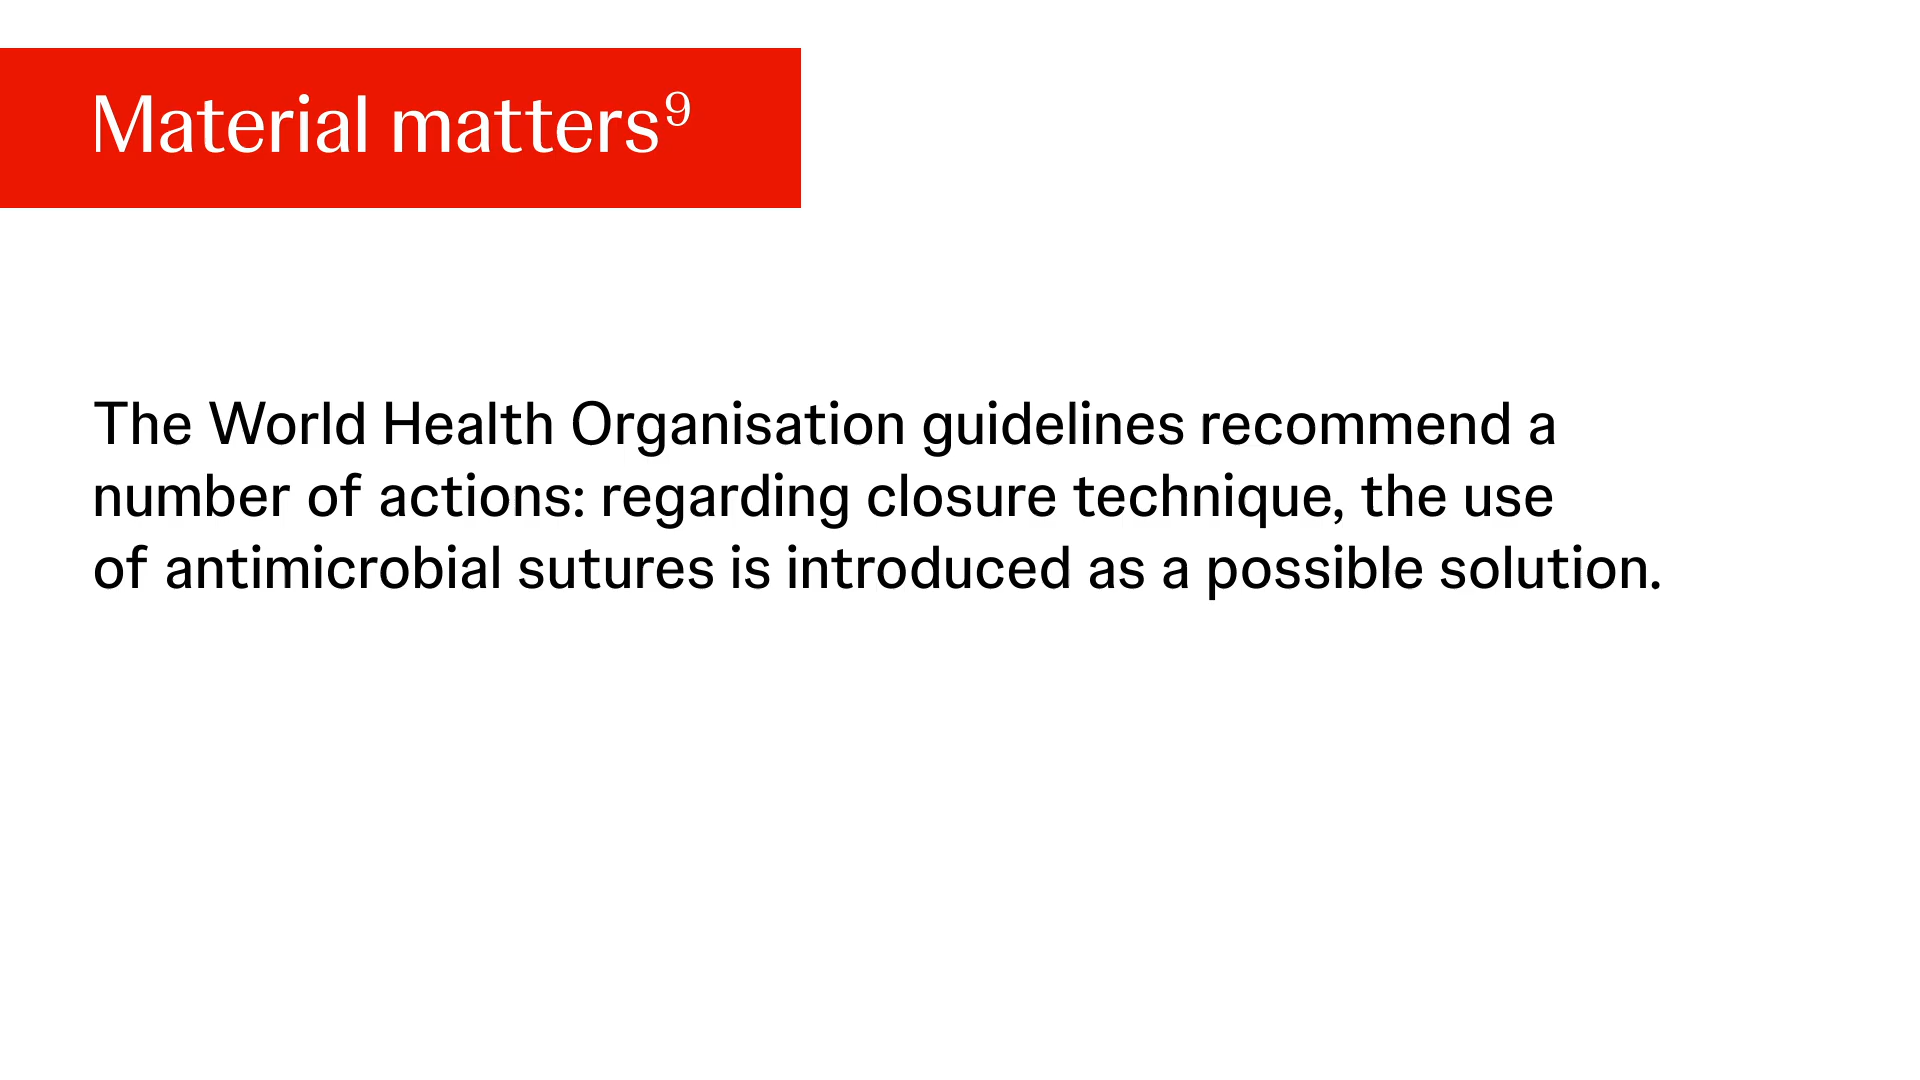 Material matters⁹
The World Health Organisation guidelines recommend a
number of actions: regarding closure technique, the use
of antimicrobial sutures is introduced as a possible solution.